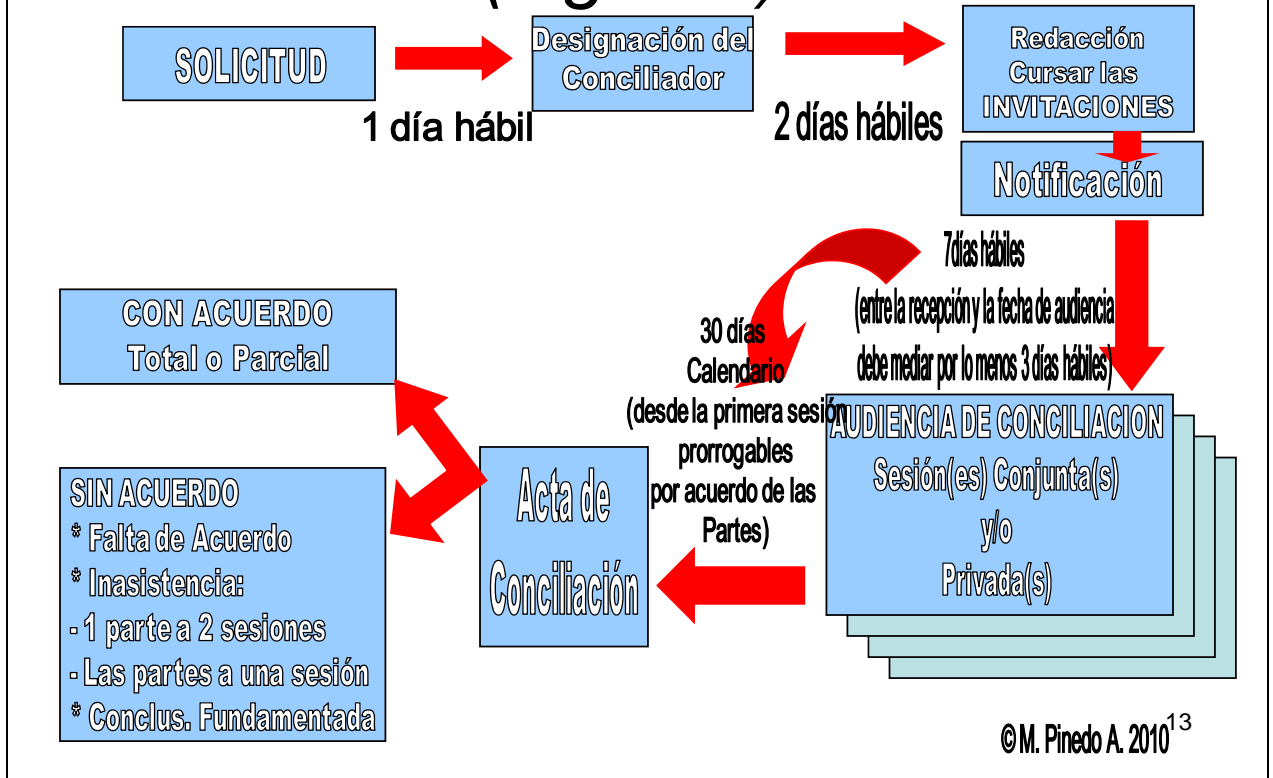 SOLICITUD
1 día hábil
Designación del
Conciliador
2 días hábiles
Redacción
Cursar las
INVITACIONES
Notificación
7días hábiles
(entre la recepción y la fecha de audiencia
debe mediar por lo menos 3 días hábiles)
AUDIENCIA DE CONCILIACION
Sesión(es) Conjunta(s)
y/o
Privada(s)
30 días
Calendario
(desde la primera sesión
prorrogables
por acuerdo de las
Partes)
Acta de
Conciliación
CON ACUERDO
Total o Parcial
SIN ACUERDO
* Falta de Acuerdo
* Inasistencia:
- 1 parte a 2 sesiones
- Las partes a una sesión
* Conclus. Fundamentada
© M. Pinedo A. 2010
13